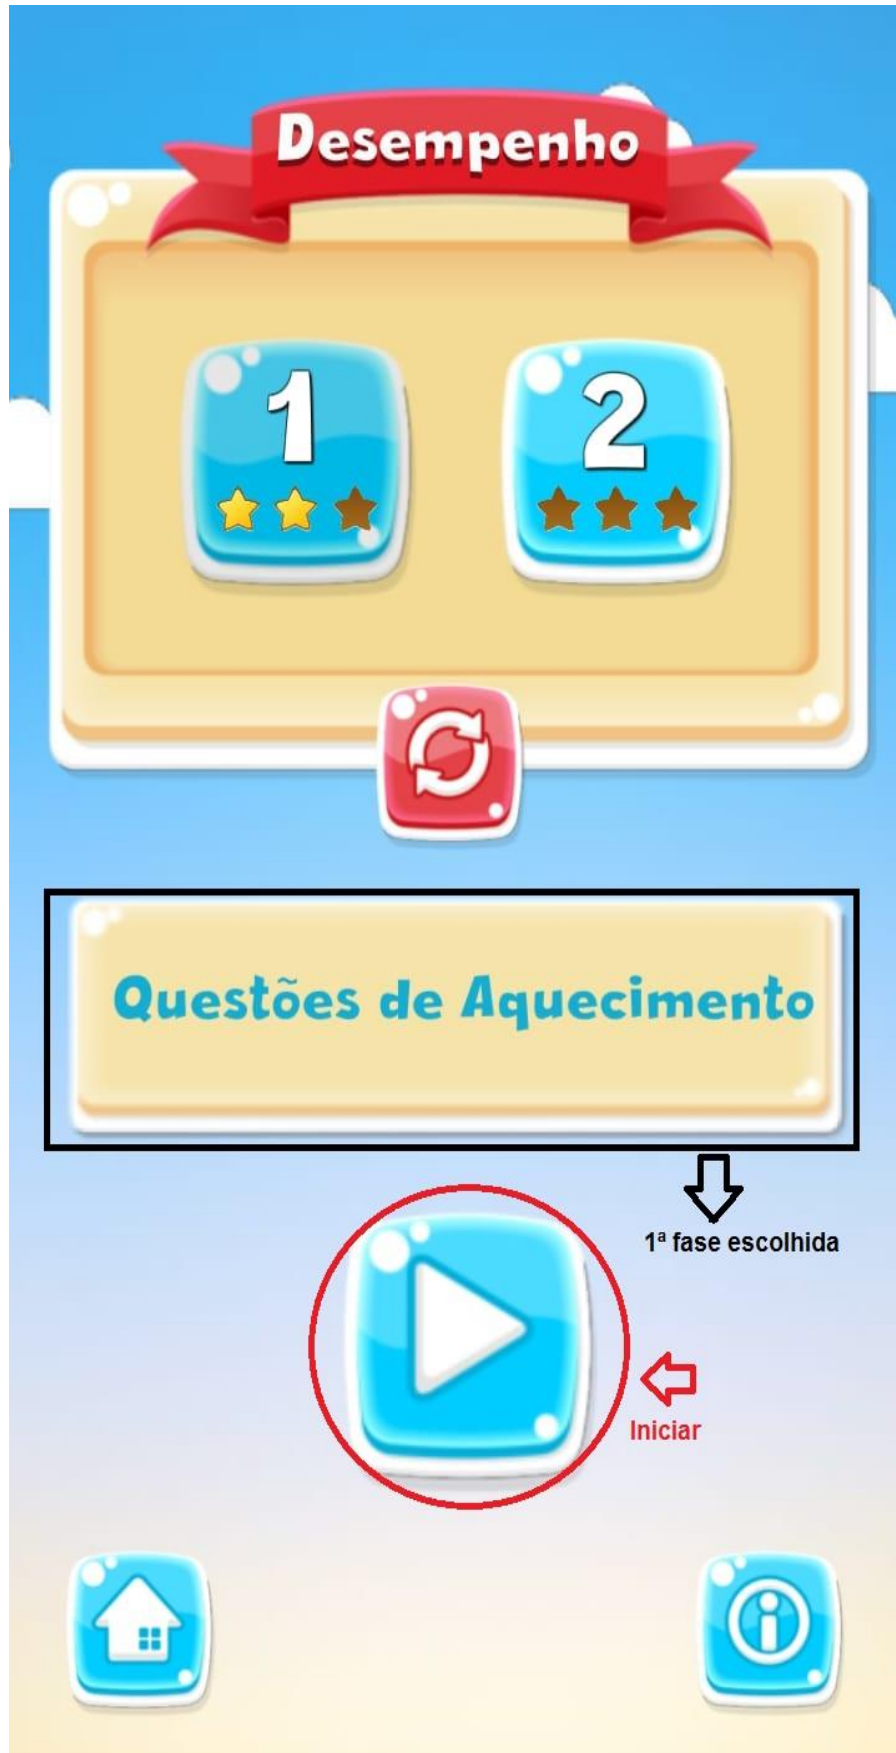 Desempenho
1
2
Questões de Aquecimento
1ª fase escolhida
Iniciar